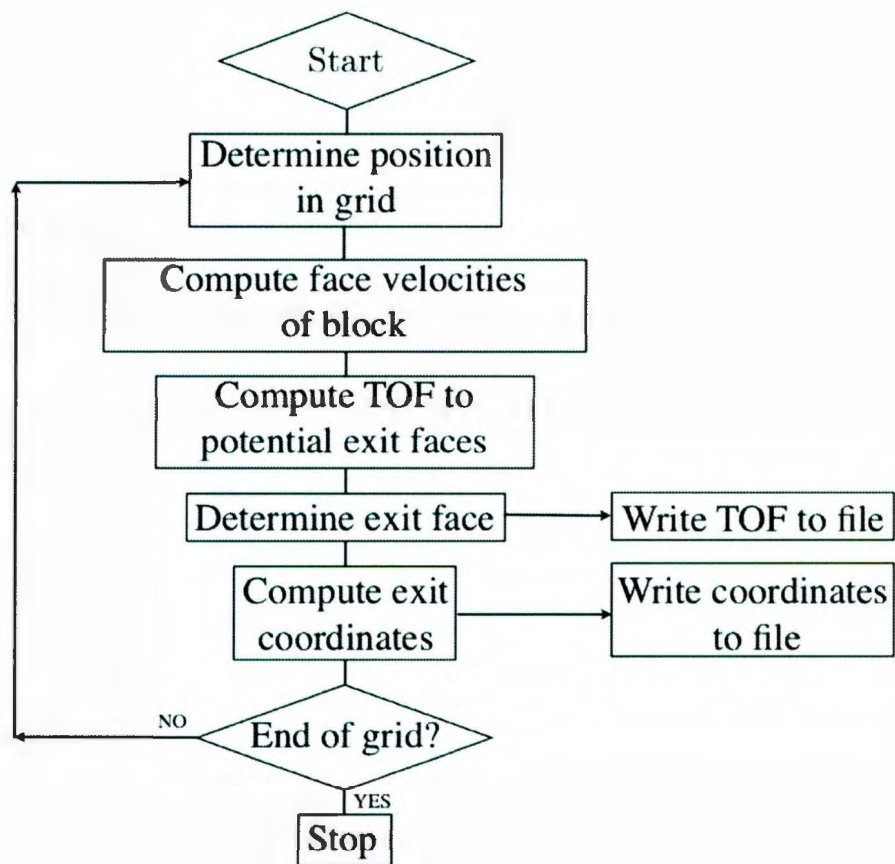 Start
Determine position
in grid
Compute face velocities
of block
Compute TOF to
potential exit faces
Determine exit face
Write TOF to file
Compute exit
coordinates
Write coordinates
to file
NO
End of grid?
YES
Stop